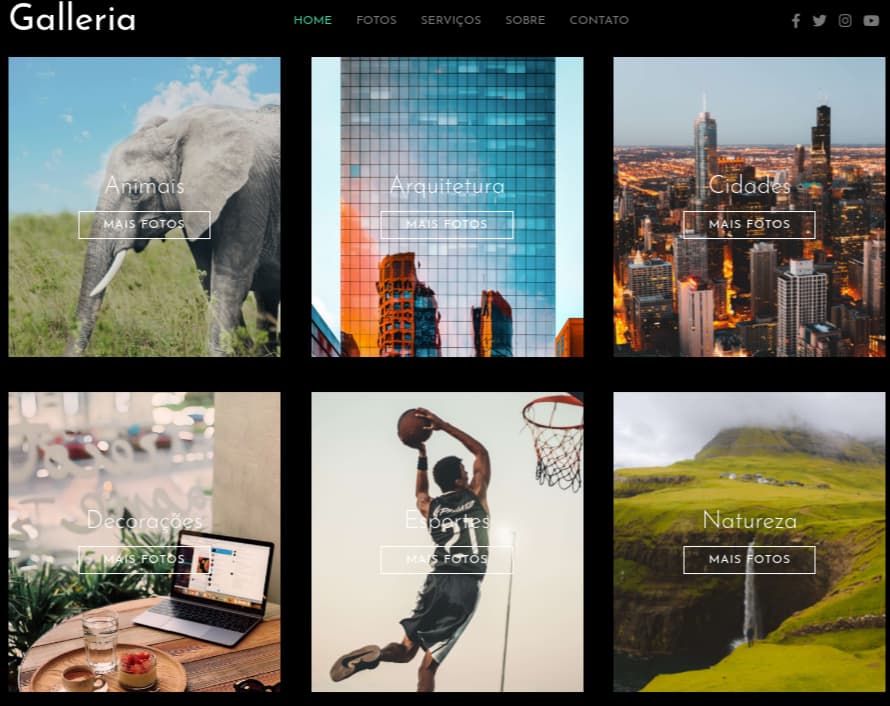 Galleria
HOME FOTOS SERVIÇOS SOBRE CONTATO
Animais
MAIS FOTOS
Arquitetura
MAIS FOTOS
Cidades
MAIS FOTOS
Decorações
MAIS FOTOS
Esportes
21
MAIS FOTOS
Natureza
MAIS FOTOS